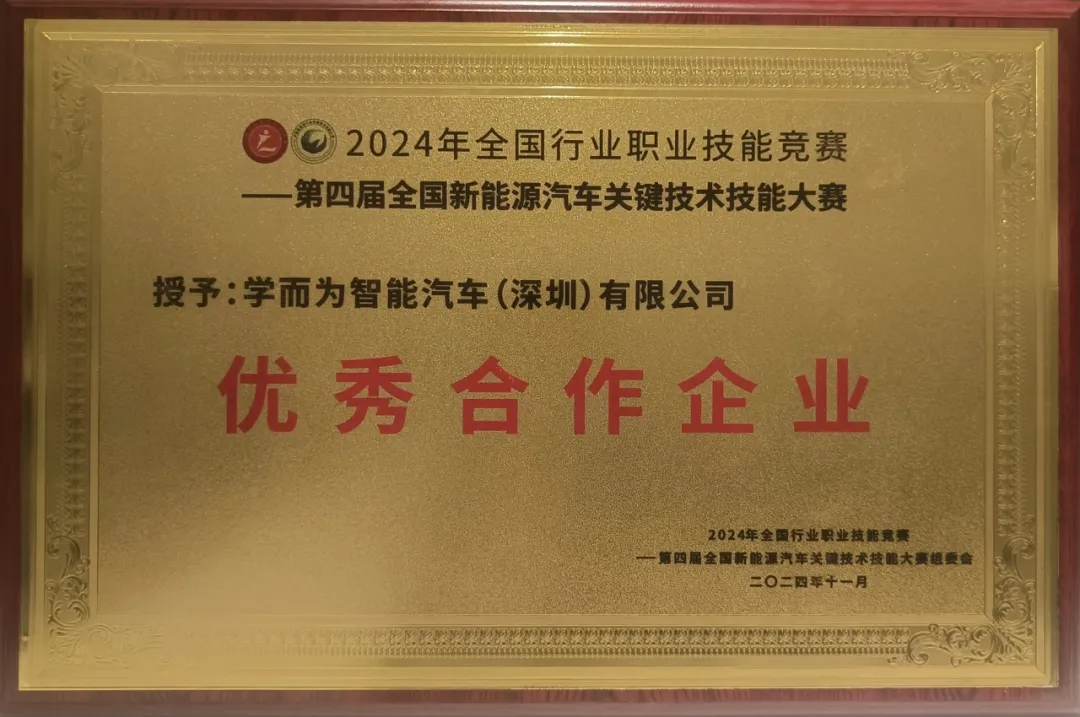 2024年全国行业职业技能竞赛
——第四届全国新能源汽车关键技术技能大赛
授予：学而为智能汽车（深圳）有限公司
优秀合作企业
2024年全国行业职业技能竞赛
——第四届全国新能源汽车关键技术技能大赛组委会
二〇二四年十一月